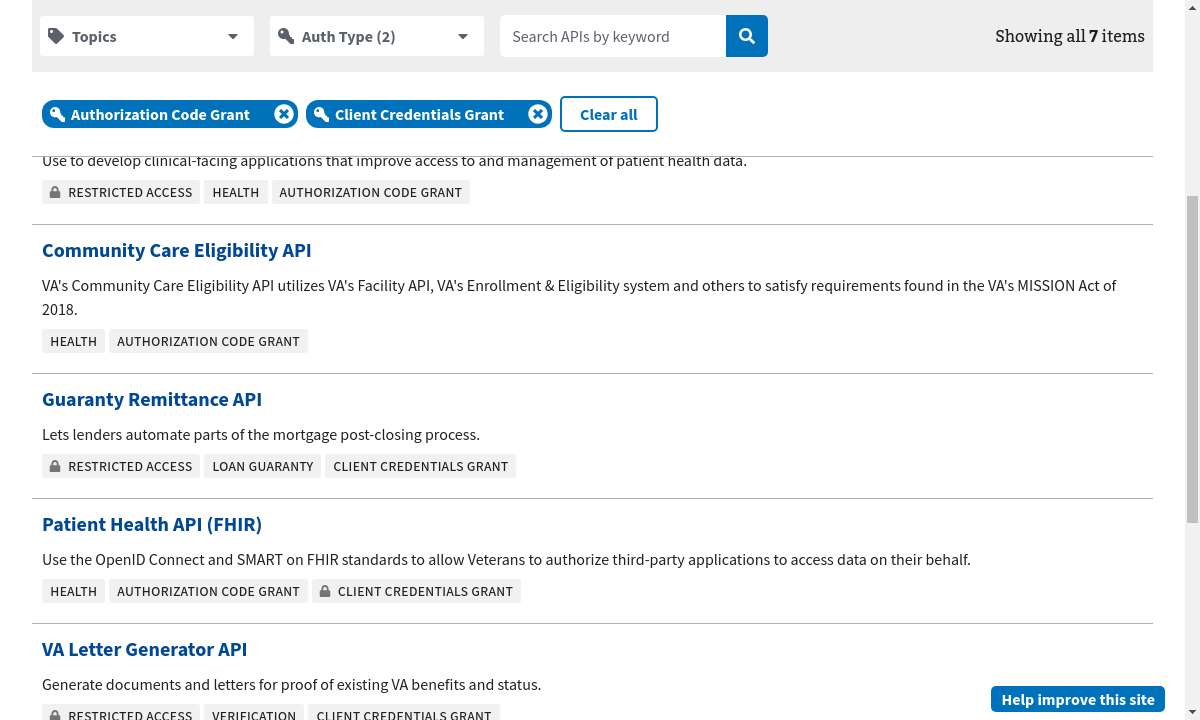 Topics
Auth Type (2)
Search APIs by keyword
Showing all 7 items
Authorization Code Grant
Client Credentials Grant
Clear all
Use to develop clinical-facing applications that improve access to and management of patient health data.
RESTRICTED ACCESS HEALTH AUTHORIZATION CODE GRANT
Community Care Eligibility API
VA's Community Care Eligibility API utilizes VA's Facility API, VA's Enrollment & Eligibility system and others to satisfy requirements found in the VA's MISSION Act of
2018.
HEALTH AUTHORIZATION CODE GRANT
Guaranty Remittance API
Lets lenders automate parts of the mortgage post-closing process.
RESTRICTED ACCESS LOAN GUARANTY CLIENT CREDENTIALS GRANT
Patient Health API (FHIR)
Use the OpenID Connect and SMART on FHIR standards to allow Veterans to authorize third-party applications to access data on their behalf.
HEALTH AUTHORIZATION CODE GRANT CLIENT CREDENTIALS GRANT
VA Letter Generator API
Generate documents and letters for proof of existing VA benefits and status.
RESTRICTED ACCESS VERIFICATION CLIENT CREDENTIALS GRANT
Help improve this site